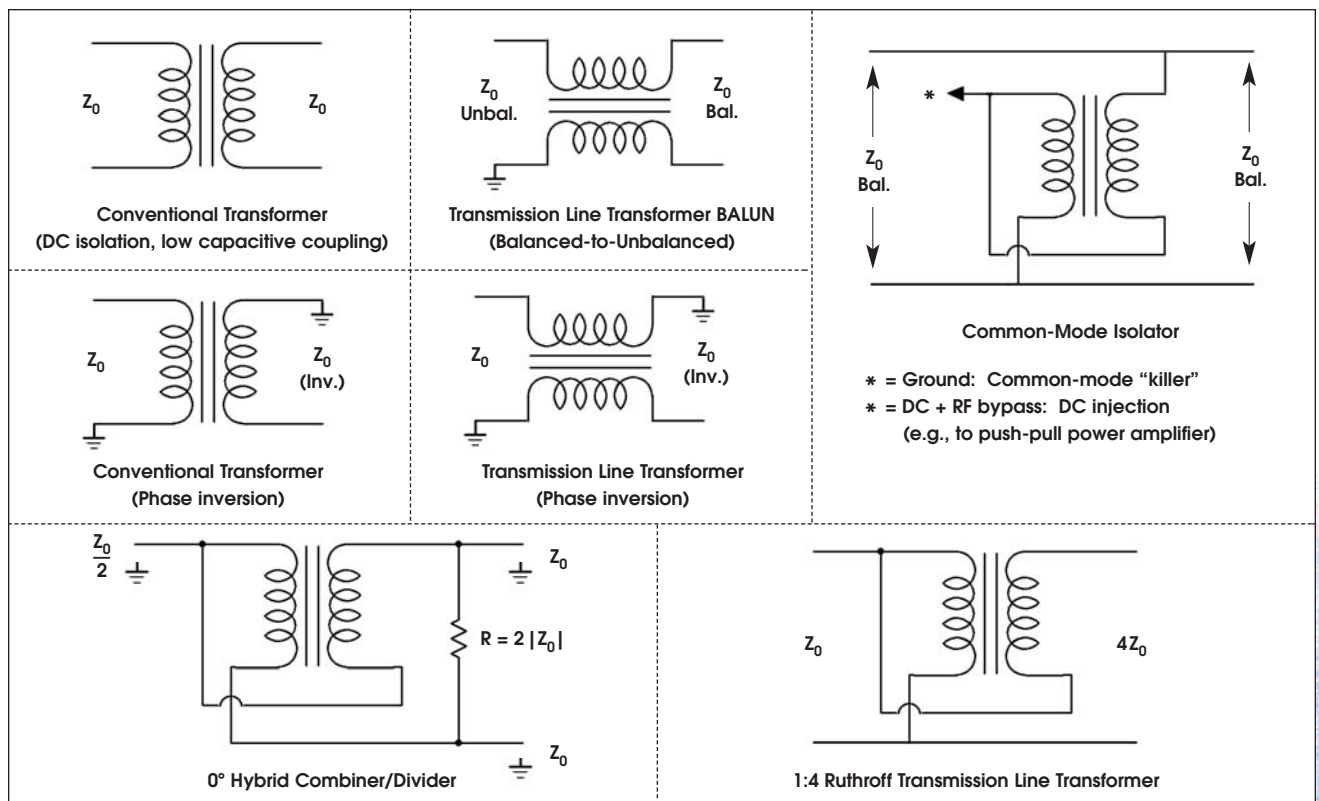 Z0
Z0
Conventional Transformer
(DC isolation, low capacitive coupling)
Z0
Unbal.
Z0
Bal.
Transmission Line Transformer BALUN
(Balanced-to-Unbalanced)
*
Z0
Bal.
Z0
Bal.
Common-Mode Isolator
* = Ground: Common-mode “killer”
* = DC + RF bypass: DC injection
(e.g., to push-pull power amplifier)
Z0
Z0
(Inv.)
Conventional Transformer
(Phase inversion)
Z0
Z0
(Inv.)
Transmission Line Transformer
(Phase inversion)
Z0
2
Z0
R = 2 |Z0|
Z0
0° Hybrid Combiner/Divider
Z0
4Z0
1:4 Ruthroff Transmission Line Transformer